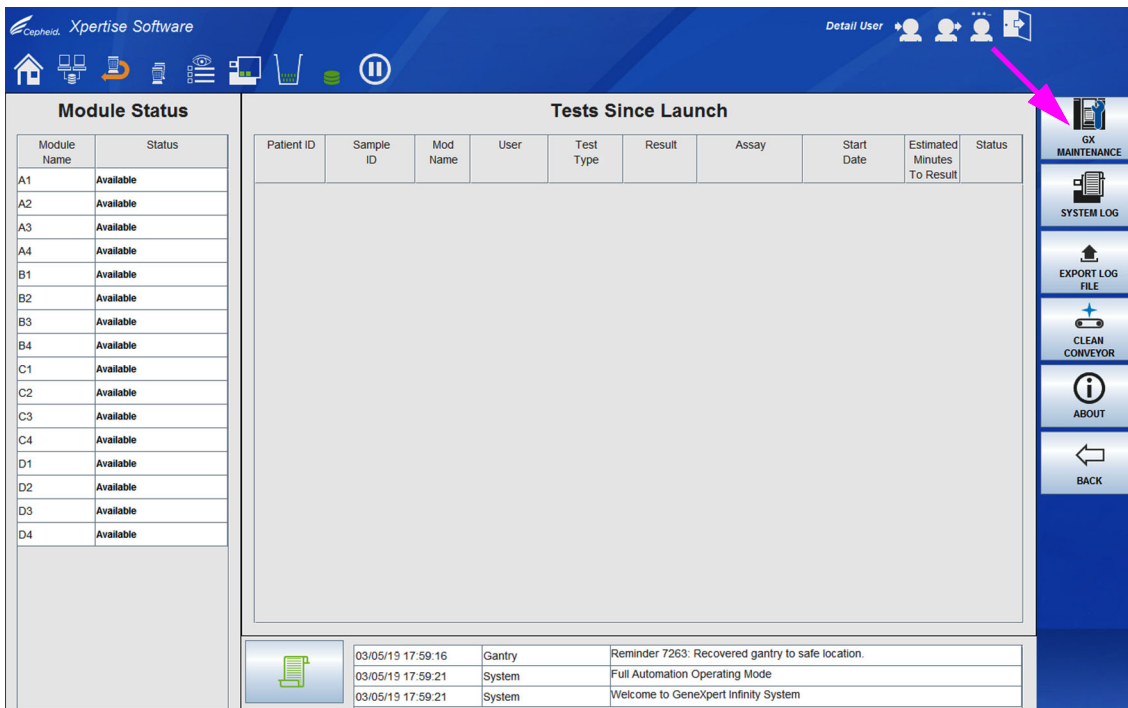 Cepheid. Xpertise Software
Detail User
Module Status
Module Name
Status
A1 Available
A2 Available
A3 Available
A4 Available
B1 Available
B2 Available
B3 Available
B4 Available
C1 Available
C2 Available
C3 Available
C4 Available
D1 Available
D2 Available
D3 Available
D4 Available
Tests Since Launch
Patient ID
Sample ID
Mod Name
User
Test Type
Result
Assay
Start Date
Estimated Minutes To Result
Status
03/05/19 17:59:16 Gantry Reminder 7263: Recovered gantry to safe location.
03/05/19 17:59:21 System Full Automation Operating Mode
03/05/19 17:59:21 System Welcome to GeneXpert Infinity System
GX
MAINTENANCE
SYSTEM LOG
EXPORT LOG
FILE
CLEAN
CONVEYOR
ABOUT
BACK